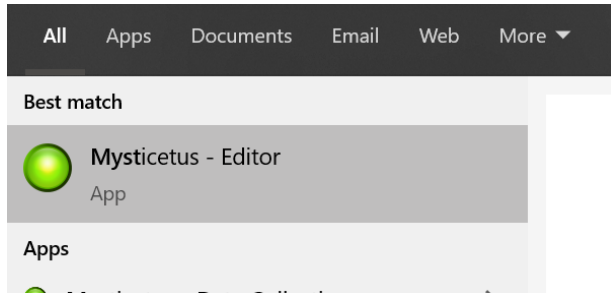 All Apps Documents Email Web More
Best match
Mysticetus - Editor
App
Apps